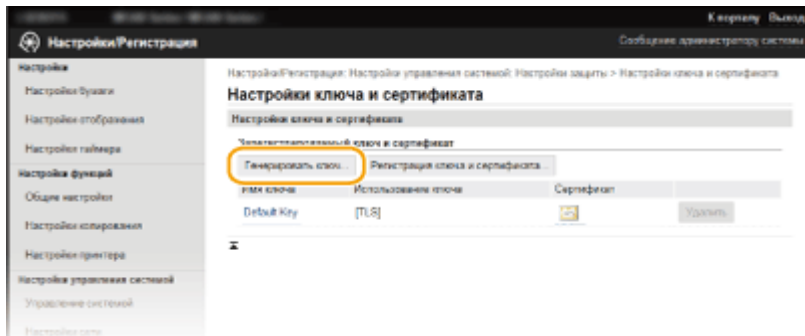 К порталу Выход
Настройки/Регистрация
Сообщение администратору системы
Настройки
Настройки бумаги
Настройки отображения
Настройки таймера
Настройки функций
Общие настройки
Настройки копирования
Настройки принтера
Настройки управления системой
Управление системой
Настройки сети
Настройки/Регистрация: Настройки управления системой: Настройки защиты > Настройки ключа и сертификата
Настройки ключа и сертификата
Настройки ключа и сертификата
Зарегистрированный ключ и сертификат
Генерировать ключ... Регистрация ключа и сертификата...
Имя ключа Использование ключа Сертификат
Default Key [TLS] Удалить